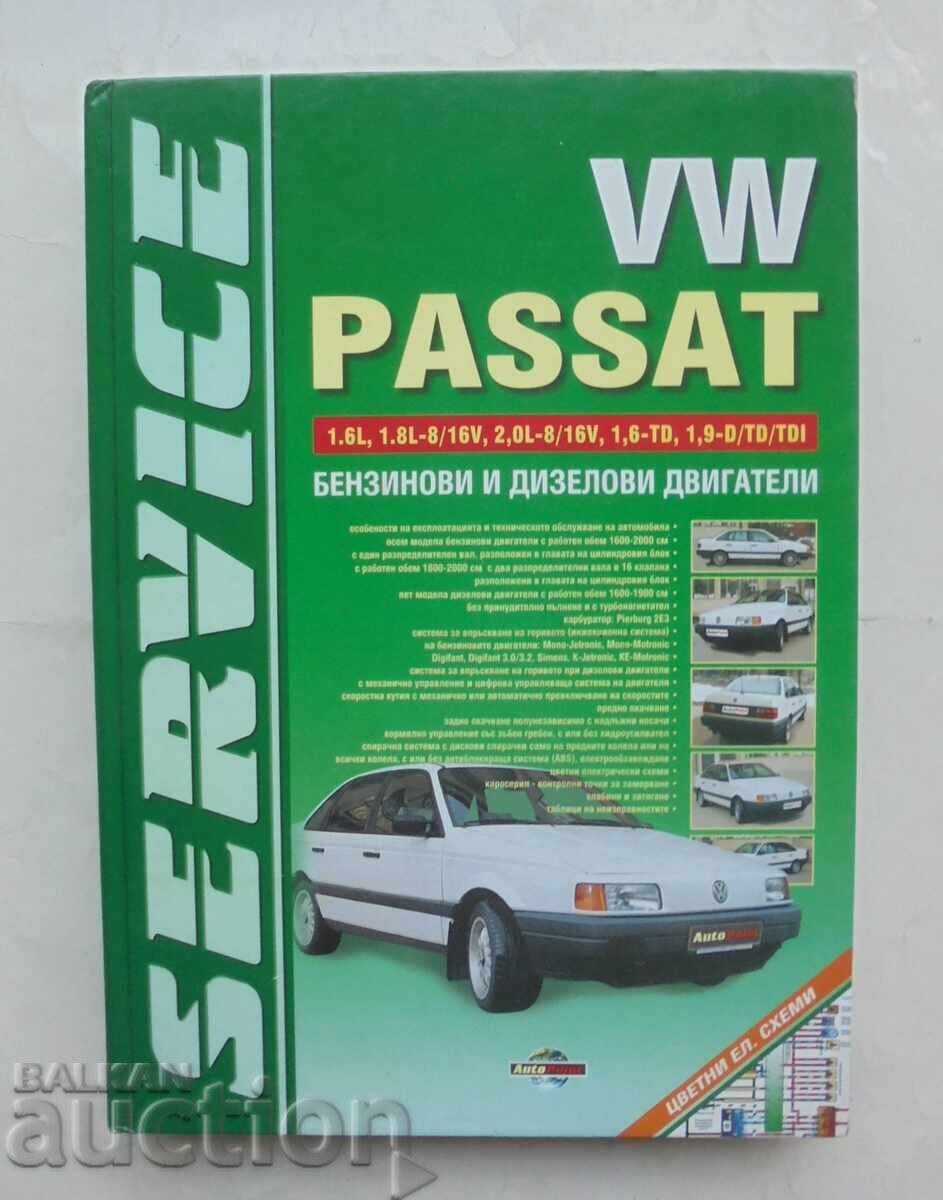 SERVICE
VW
PASSAT
1.6L, 1.8L-8/16V, 2,0L-8/16V, 1,6-TD, 1,9-D/TD/TDI
БЕНЗИНОВИ И ДИЗЕЛОВИ ДВИГАТЕЛИ
особености на експлоатацията и техническото обслужване на автомобила •
осем модела бензинови двигатели с работен обем 1600-2000 см •
с един разпределителен вал, разположен в главата на цилиндровия блок •
с работен обем 1800-2000 см с два разпределителни вала и 16 клапана •
разположени в главата на цилиндровия блок •
пет модела дизелови двигатели с работен обем 1600-1900 см •
без принудително пълнене и с турбонагнетател •
карбуратор: Pierburg 2E3 •
система за впръскване на горивото (инжекционна система) •
на бензиновите двигатели: Mono-Jetronic, Mono-Motronic •
Digifant, Digifant 3.0/3.2, Simens, K-Jetronic, KE-Motronic •
система за впръскване на горивото при дизелови двигатели •
с механично управление и цифрова управляваща система на двигателя •
скоростна кутия с механично или автоматично превключване на скоростите •
предно окачване •
задно окачване полунезависимо с надлъжни носачи •
кормилно управление със зъбен гребен, с или без хидроусилвател •
спирачна система с дискови спирачки само на предните колела или на •
всички колела, с или без антиблокираща система (ABS), електрообзавеждане •
цветни електрически схеми •
каросерия - контролни точки за замерване •
хлабини и затягане •
таблици на неизправностите •
AutoPoint
AutoPoint
ЦВЕТНИ ЕЛ. СХЕМИ
BALKAN
auction